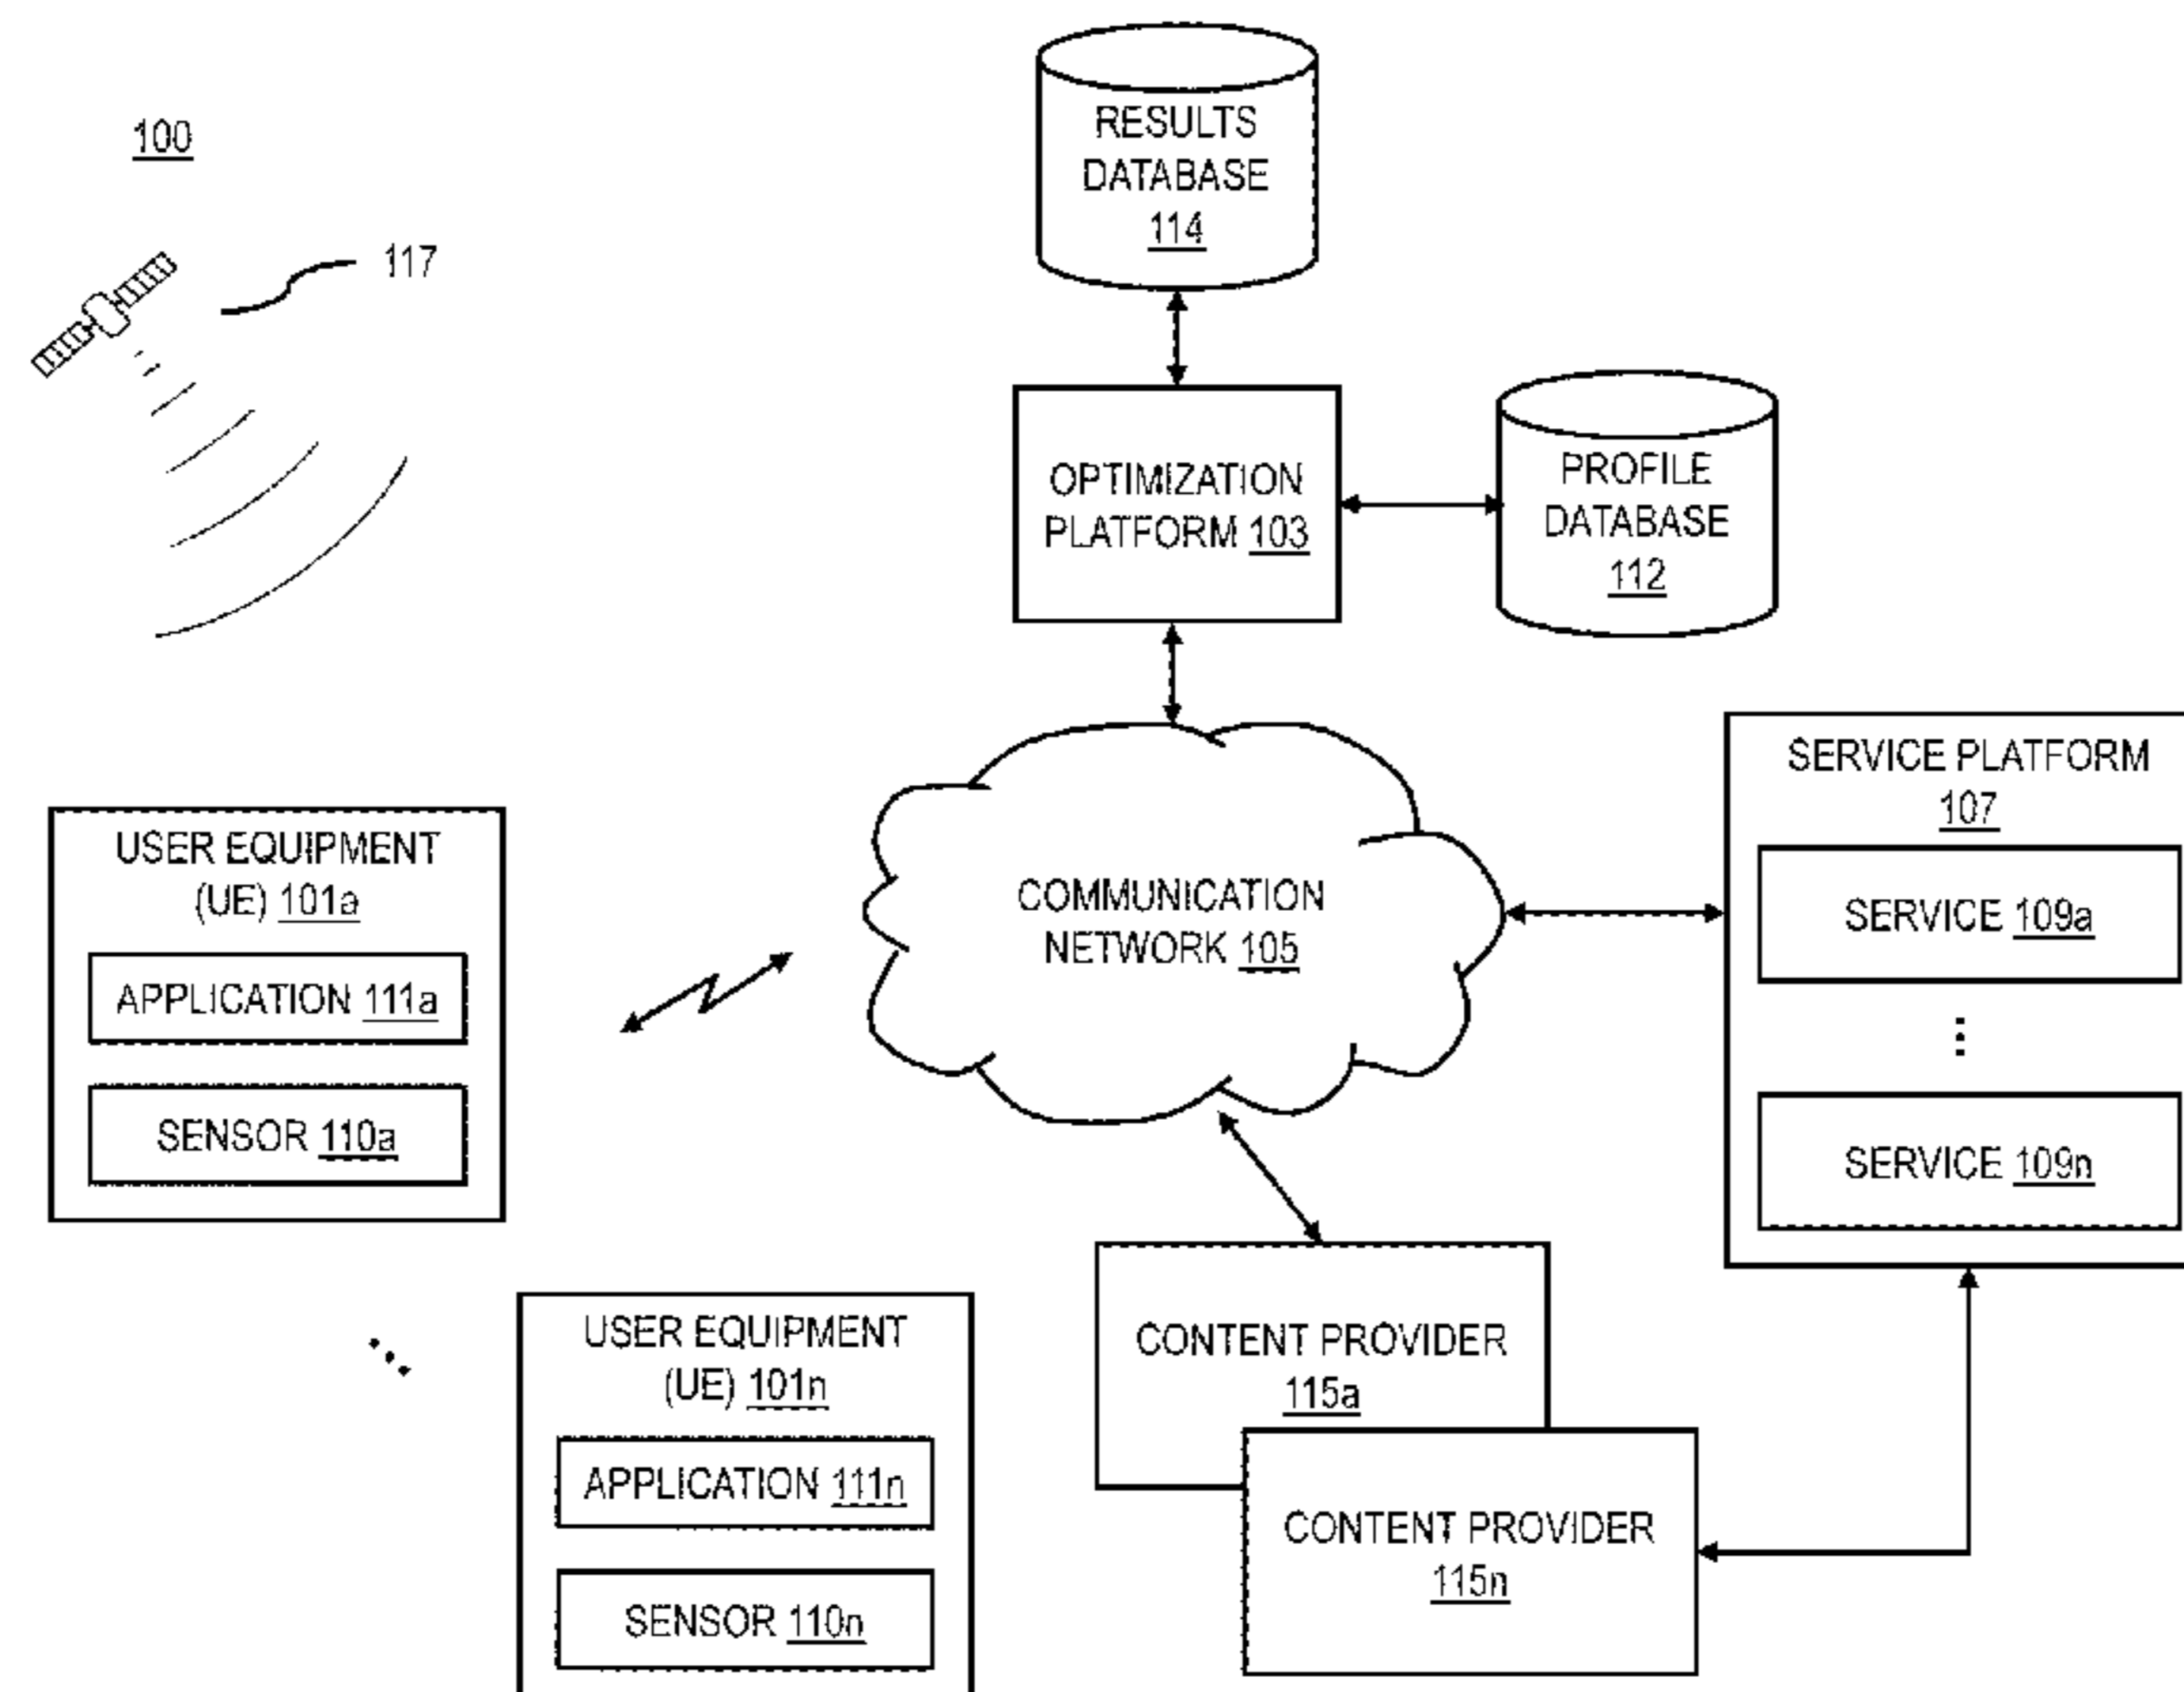 100
117
RESULTS
DATABASE
114
OPTIMIZATION
PLATFORM 103
PROFILE
DATABASE
112
COMMUNICATION
NETWORK 105
SERVICE PLATFORM
107
SERVICE 109a
SERVICE 109n
USER EQUIPMENT
(UE) 101a
APPLICATION 111a
SENSOR 110a
USER EQUIPMENT
(UE) 101n
APPLICATION 111n
SENSOR 110n
CONTENT PROVIDER
115a
CONTENT PROVIDER
115n